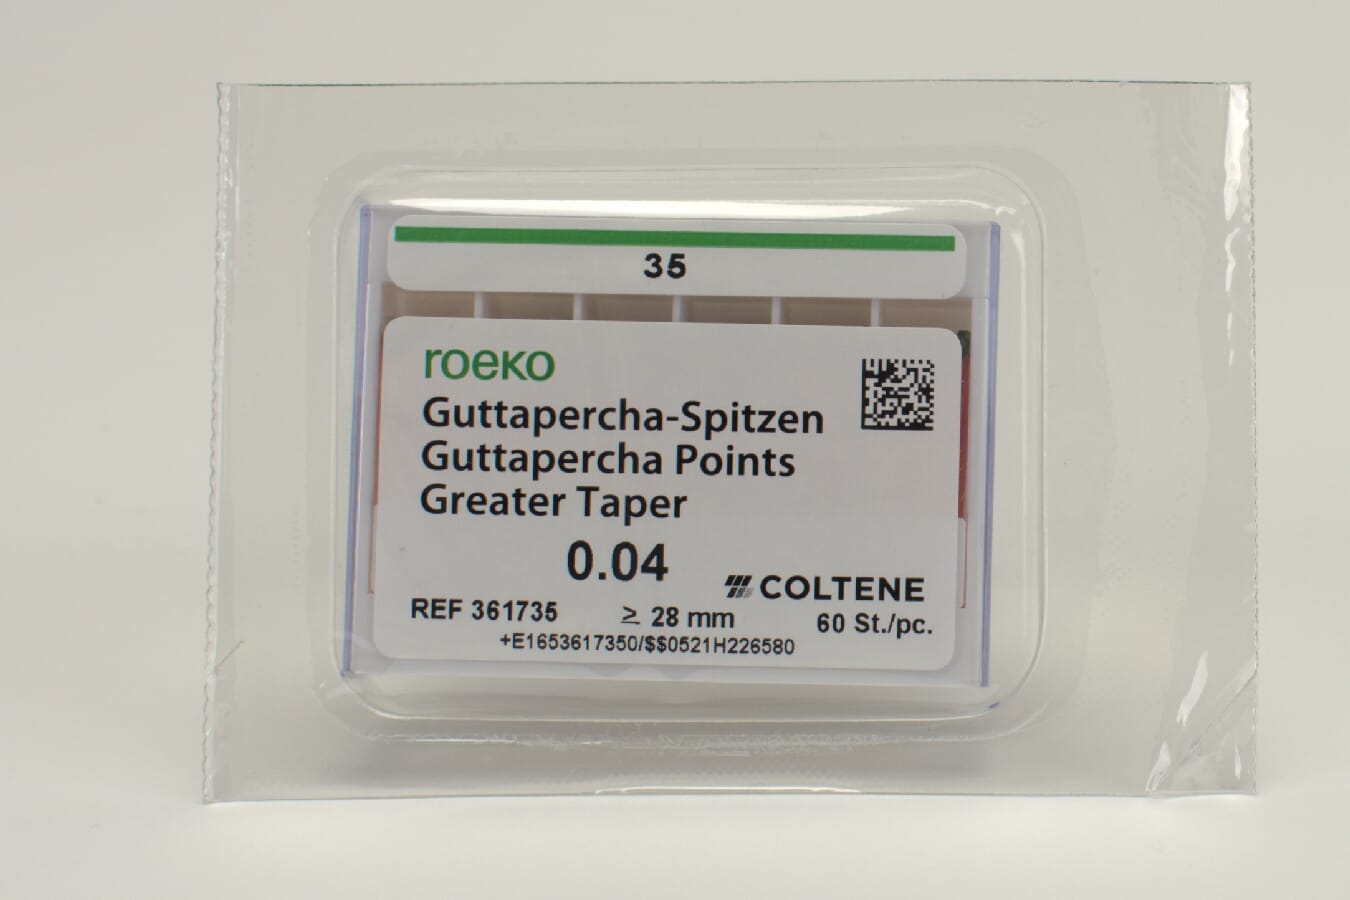 35
roeko
Guttapercha-Spitzen
Guttapercha Points
Greater Taper
0.04
COLTENE
REF 361735 ≥ 28 mm 60 St./pc.
+E1653617350/$$0521H226580